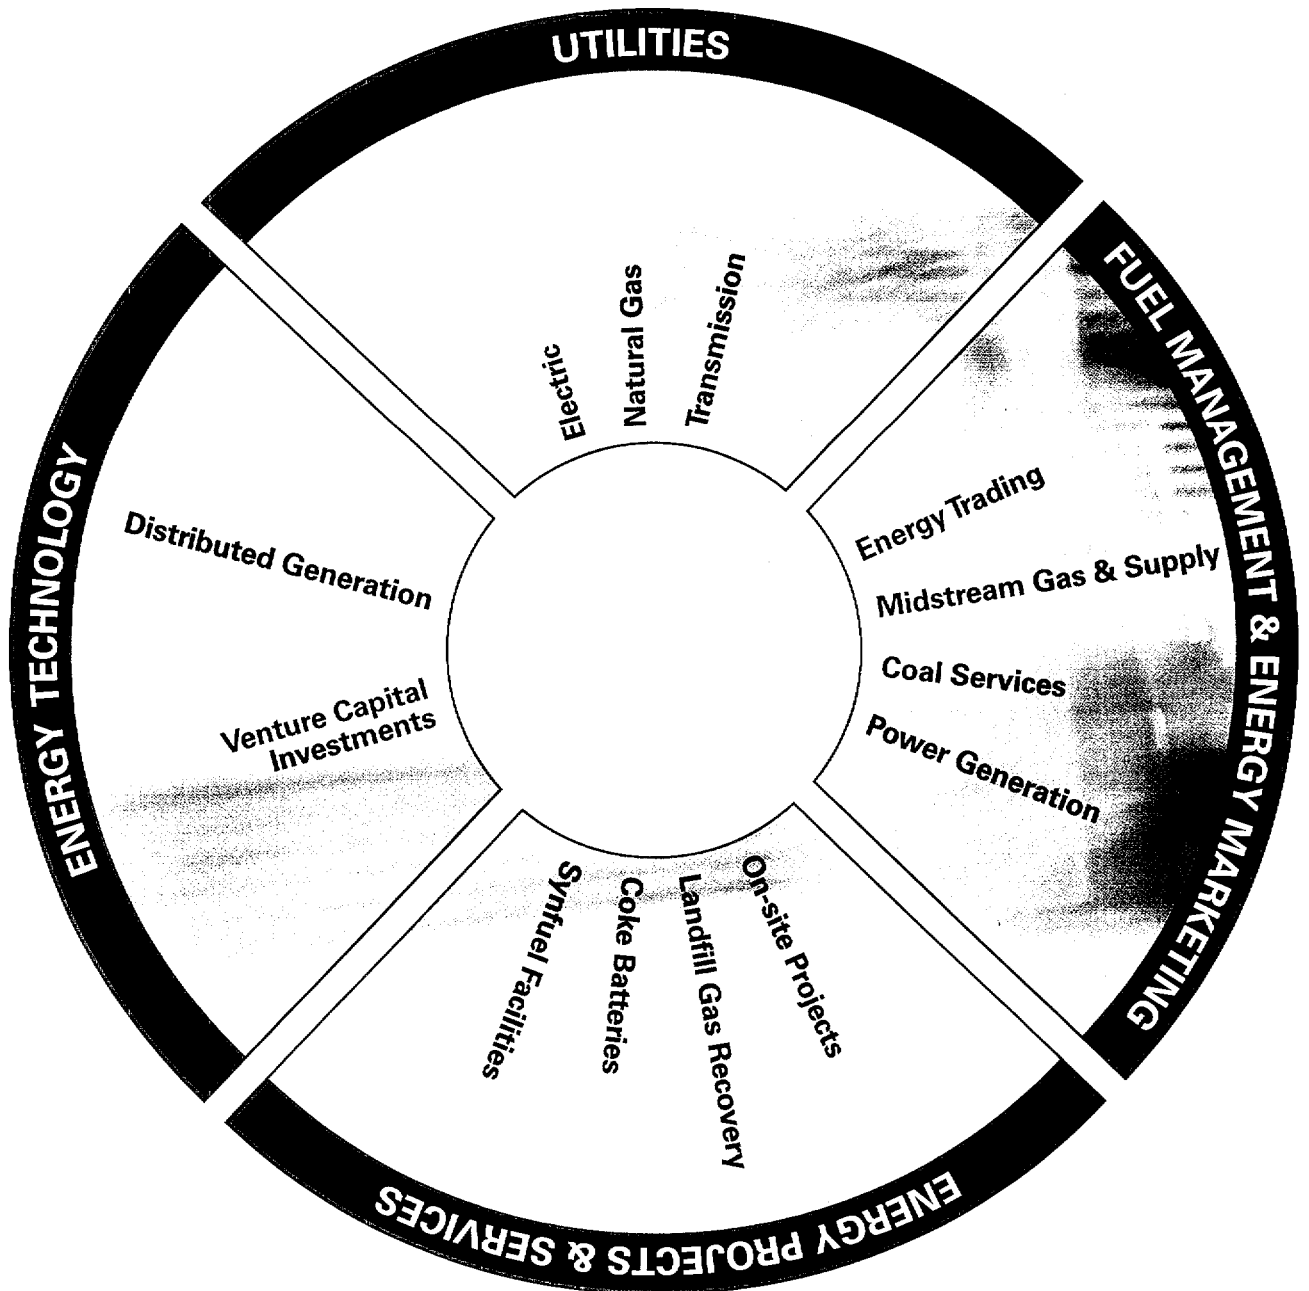 UTILITIES
Electric
Natural Gas
Transmission
FUEL MANAGEMENT & ENERGY MARKETING
Energy Trading
Midstream Gas & Supply
Coal Services
Power Generation
ENERGY PROJECTS & SERVICES
On-site Projects
Landfill Gas Recovery
Coke Batteries
Synfuel Facilities
ENERGY TECHNOLOGY
Distributed Generation
Venture Capital
Investments